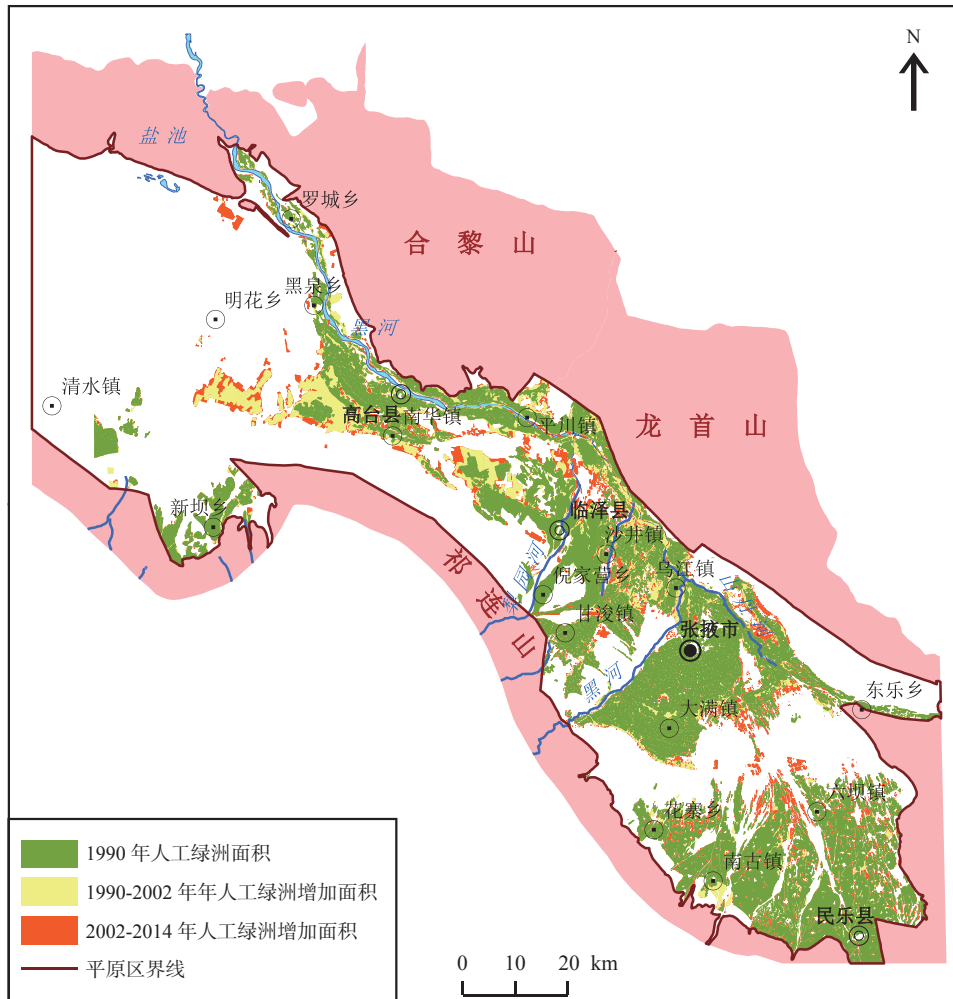 N
盐池
罗城乡
合黎山
黑泉乡
明花乡
黑河
清水镇
高台县
南华镇
平川镇
龙首山
新坝乡
临泽县
沙井镇
祁连山
梨园河
倪家营乡
乌江镇
山丹河
甘浚镇
张掖市
黑河
东乐乡
大满镇
六坝镇
花寨乡
南古镇
民乐县
1990 年人工绿洲面积
1990-2002 年年人工绿洲增加面积
2002-2014 年人工绿洲增加面积
平原区界线
0 10 20 km